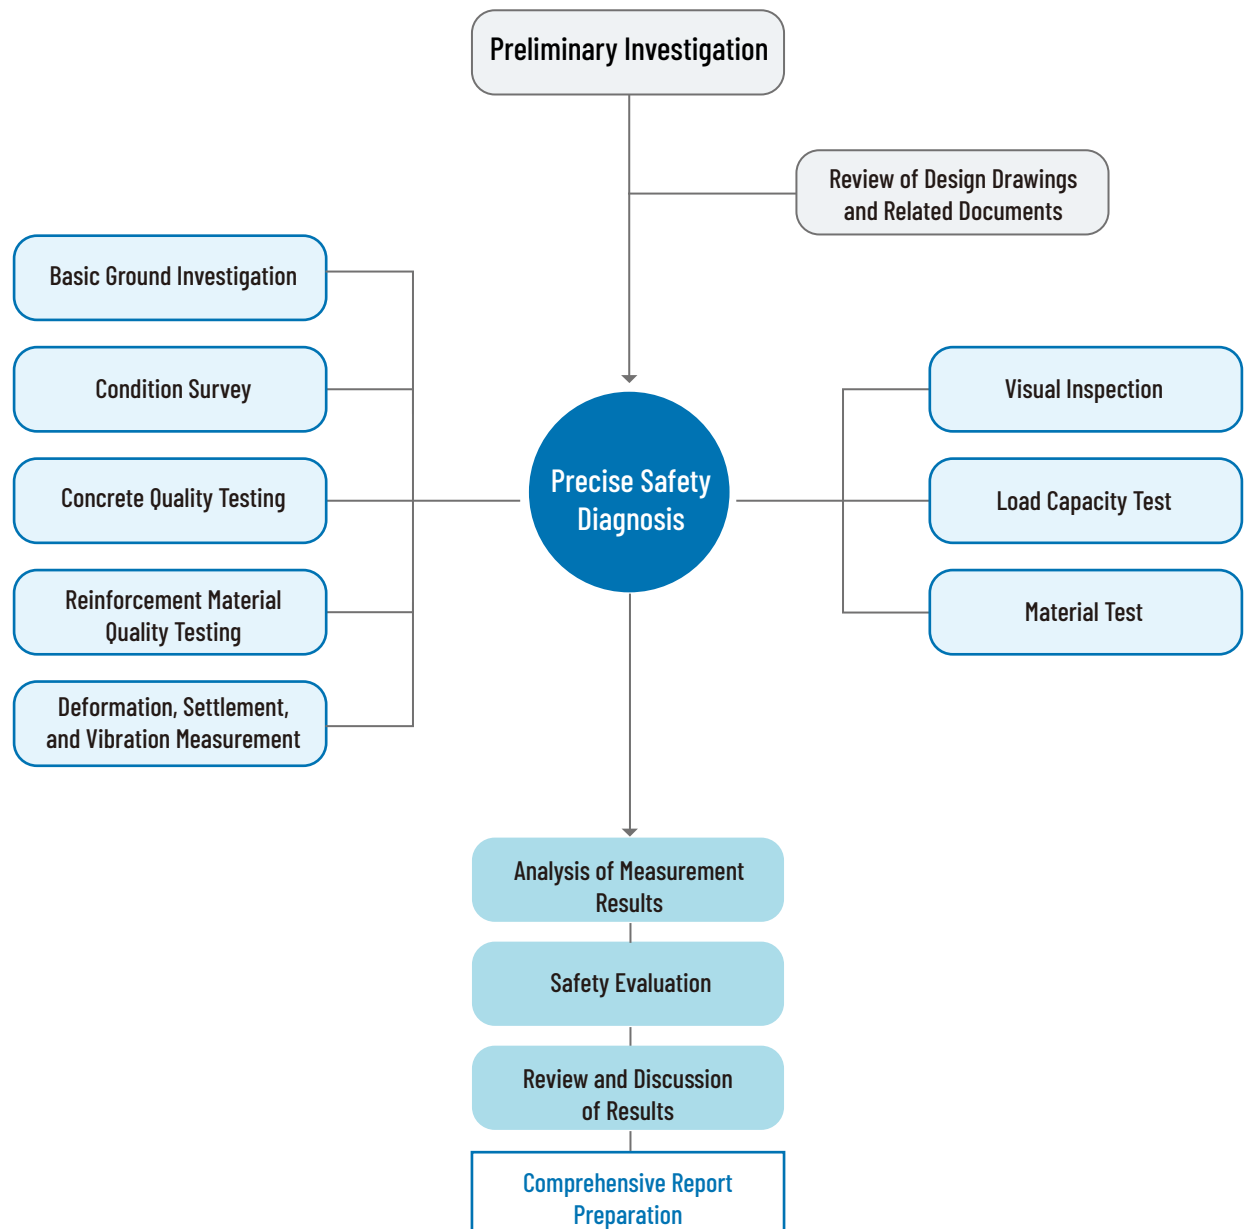 Preliminary Investigation
Review of Design Drawings
and Related Documents
Basic Ground Investigation
Condition Survey
Concrete Quality Testing
Reinforcement Material
Quality Testing
Deformation, Settlement,
and Vibration Measurement
Precise Safety
Diagnosis
Visual Inspection
Load Capacity Test
Material Test
Analysis of Measurement
Results
Safety Evaluation
Review and Discussion
of Results
Comprehensive Report
Preparation